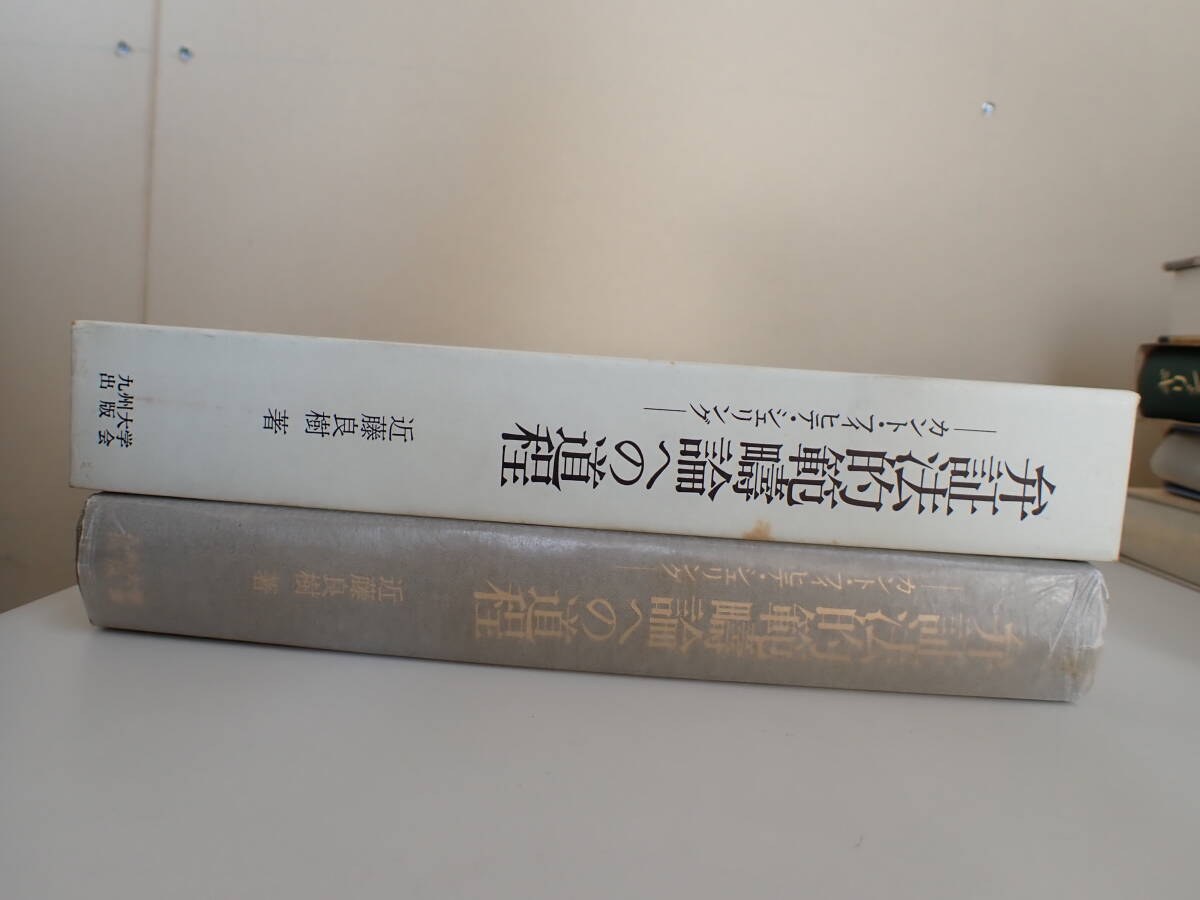 弁証法的範疇論への道程
―カント・フィヒテ・シェリング―
近藤良樹 著
九州大学
出版会
弁証法的範疇論への道程
―カント・フィヒテ・シェリング―
近藤良樹 著